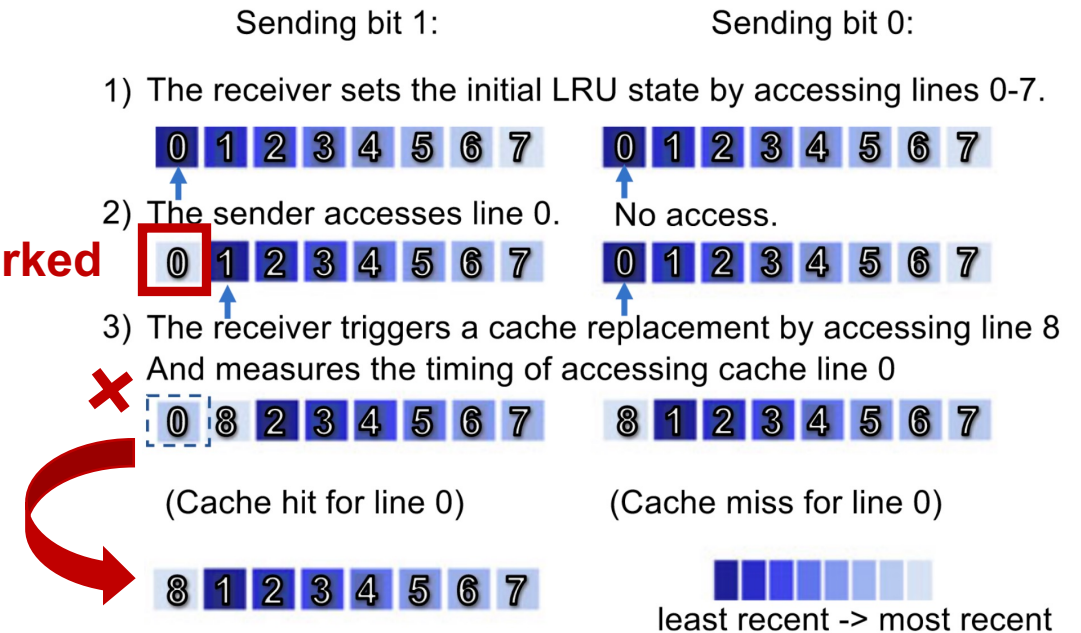 Sending bit 1: Sending bit 0:
1) The receiver sets the initial LRU state by accessing lines 0-7.
0 1 2 3 4 5 6 7 0 1 2 3 4 5 6 7
2) The sender accesses line 0. No access.
rked 0 1 2 3 4 5 6 7 0 1 2 3 4 5 6 7
3) The receiver triggers a cache replacement by accessing line 8
And measures the timing of accessing cache line 0
0 8 2 3 4 5 6 7 8 1 2 3 4 5 6 7
(Cache hit for line 0) (Cache miss for line 0)
8 1 2 3 4 5 6 7
least recent -> most recent